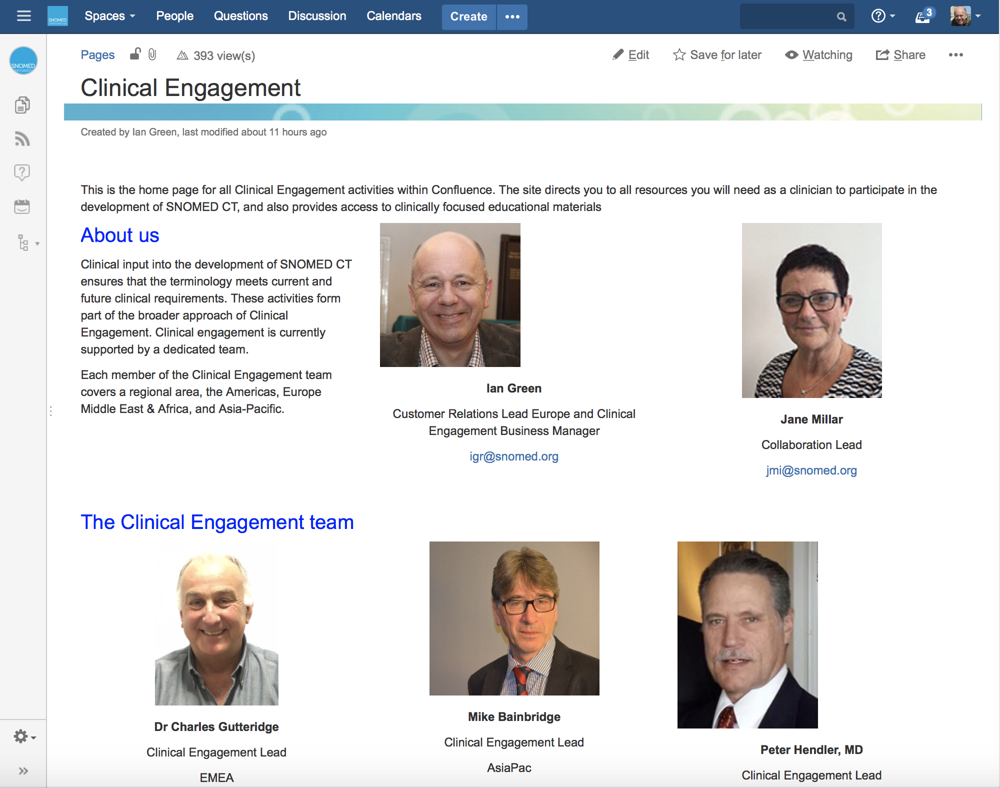 SNOMED
International
Spaces
People
Questions
Discussion
Calendars
Create
3
SNOMED
International
Pages
393 view(s)
Edit
Save for later
Watching
Share
Clinical Engagement
Created by Ian Green, last modified about 11 hours ago
This is the home page for all Clinical Engagement activities within Confluence. The site directs you to all resources you will need as a clinician to participate in the
development of SNOMED CT, and also provides access to clinically focused educational materials
About us
Clinical input into the development of SNOMED CT
ensures that the terminology meets current and
future clinical requirements. These activities form
part of the broader approach of Clinical
Engagement. Clinical engagement is currently
supported by a dedicated team.
Each member of the Clinical Engagement team
covers a regional area, the Americas, Europe
Middle East & Africa, and Asia-Pacific.
Ian Green
Customer Relations Lead Europe and Clinical
Engagement Business Manager
igr@snomed.org
Jane Millar
Collaboration Lead
jmi@snomed.org
The Clinical Engagement team
Dr Charles Gutteridge
Clinical Engagement Lead
EMEA
Mike Bainbridge
Clinical Engagement Lead
AsiaPac
Peter Hendler, MD
Clinical Engagement Lead